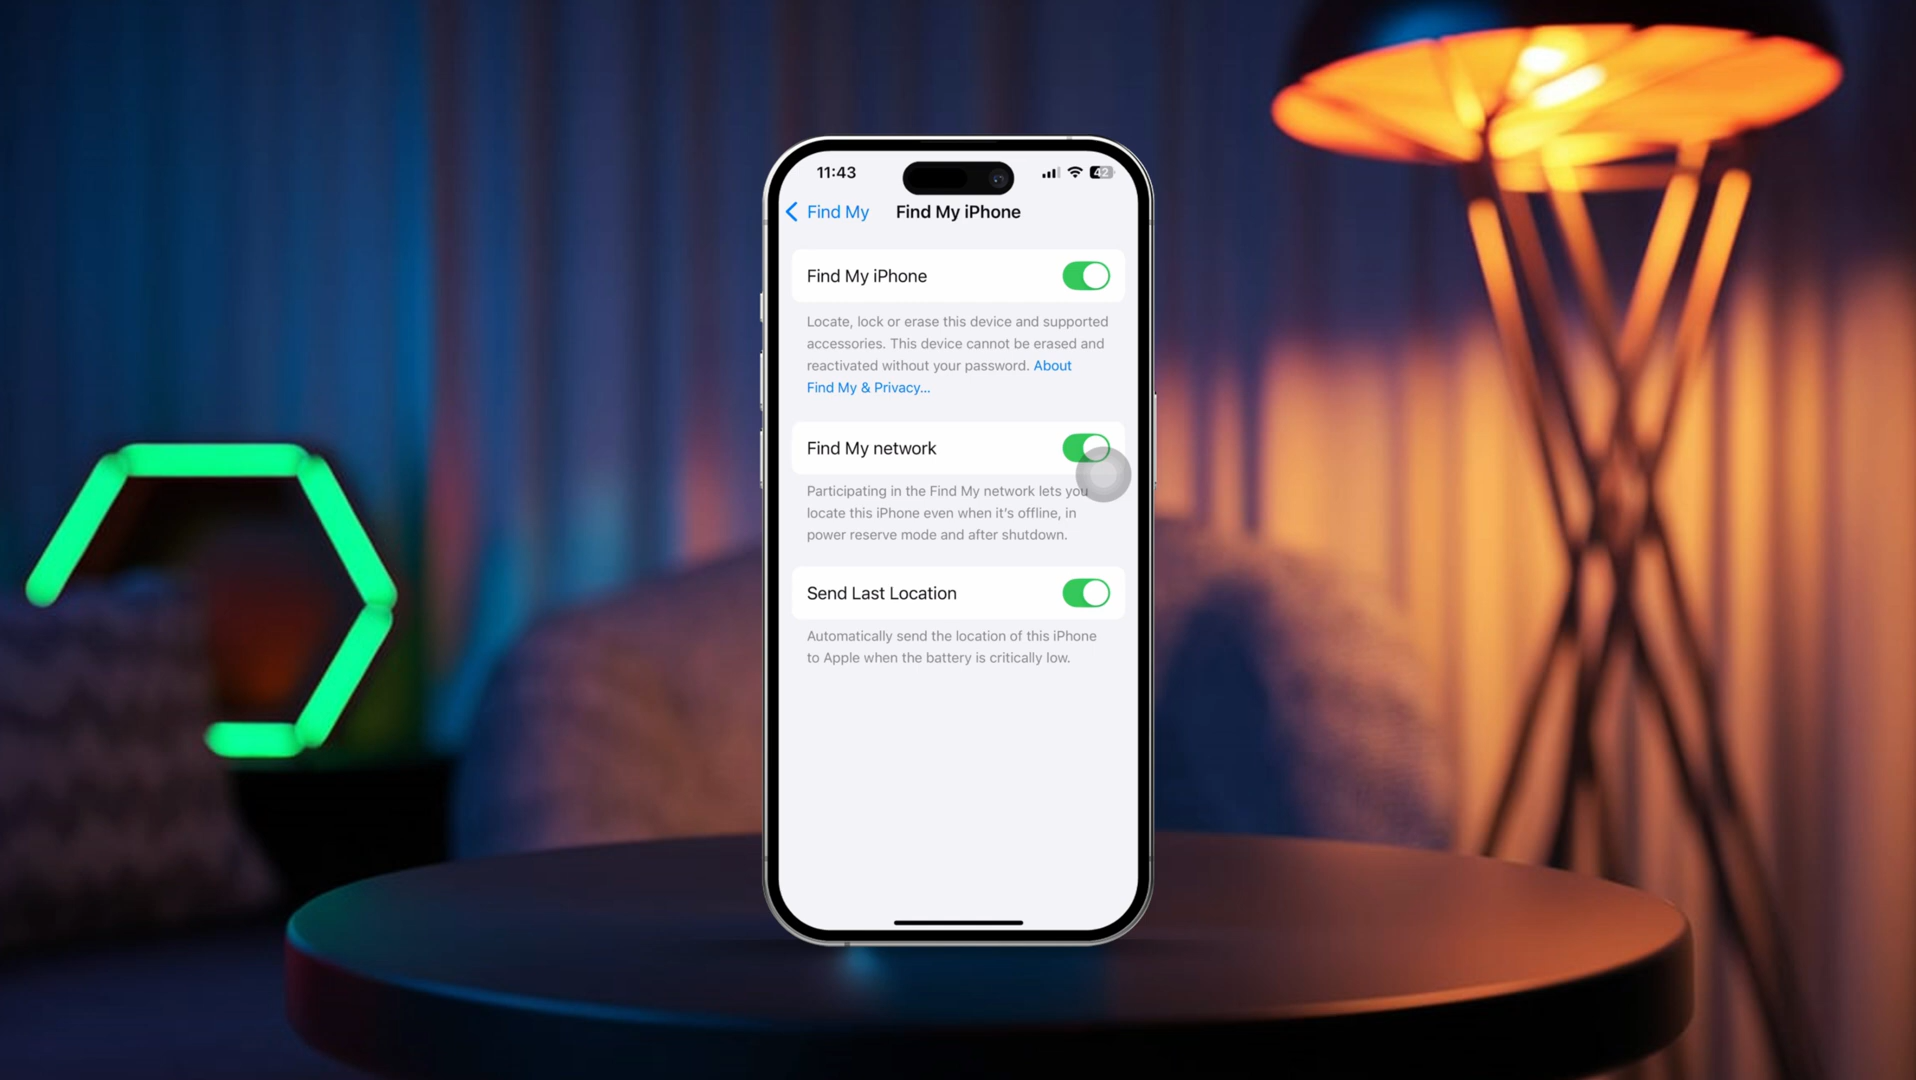 11:43
42
Find My
Find My iPhone
Find My iPhone
Locate, lock or erase this device and supported
accessories. This device cannot be erased and
reactivated without your password. About
Find My & Privacy...
Find My network
Participating in the Find My network lets you
locate this iPhone even when it's offline, in
power reserve mode and after shutdown.
Send Last Location
Automatically send the location of this iPhone
to Apple when the battery is critically low.